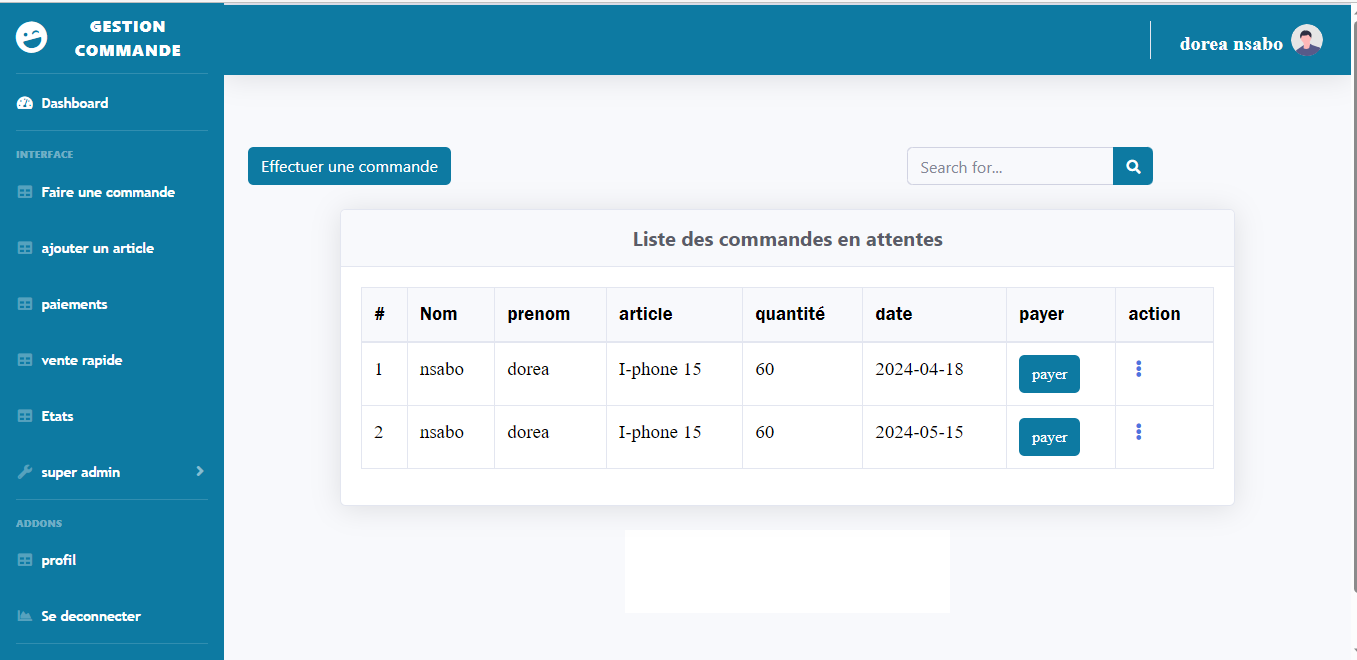 GESTION
COMMANDE
dorea nsabo
Dashboard
INTERFACE
Faire une commande
ajouter un article
paiements
vente rapide
Etats
super admin
ADDONS
profil
Se deconnecter
Effectuer une commande
Search for...
Liste des commandes en attentes
# Nom prenom article quantité date payer action
1 nsabo dorea I-phone 15 60 2024-04-18 payer
2 nsabo dorea I-phone 15 60 2024-05-15 payer